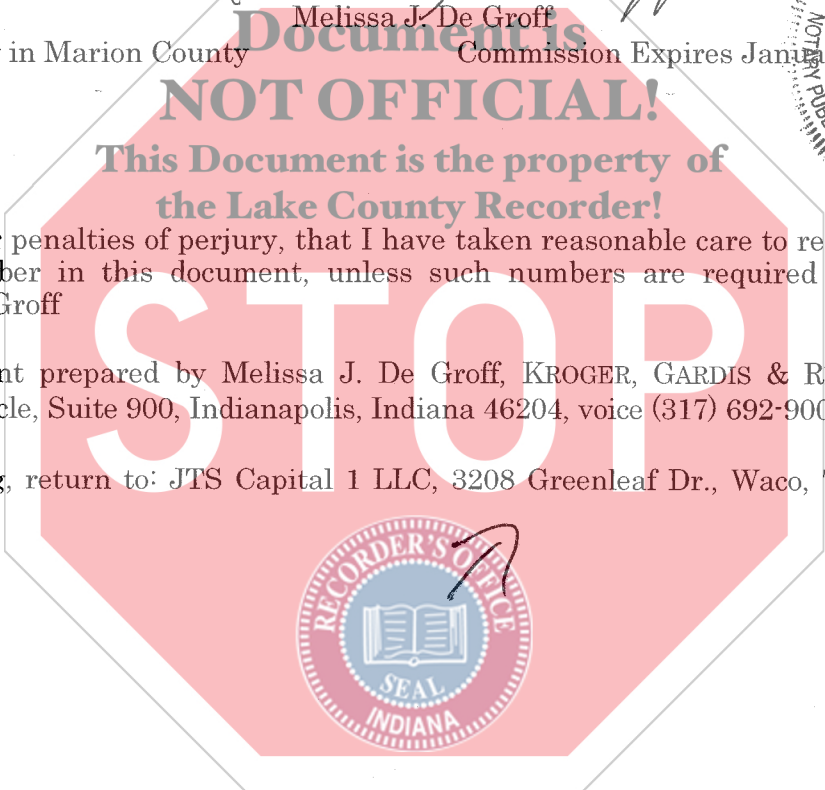 Melissa J. De Groff
in Marion County Commission Expires Janua
NOTARY PUB
Document is
NOT OFFICIAL!
This Document is the property of
the Lake County Recorder!
penalties of perjury, that I have taken reasonable care to re
ber in this document, unless such numbers are required
Groff
STOP
nt prepared by Melissa J. De Groff, KROGER, GARDIS & R
cle, Suite 900, Indianapolis, Indiana 46204, voice (317) 692-900
g, return to: JTS Capital 1 LLC, 3208 Greenleaf Dr., Waco,
RECORDER'S OFFICE
SEAL
INDIANA